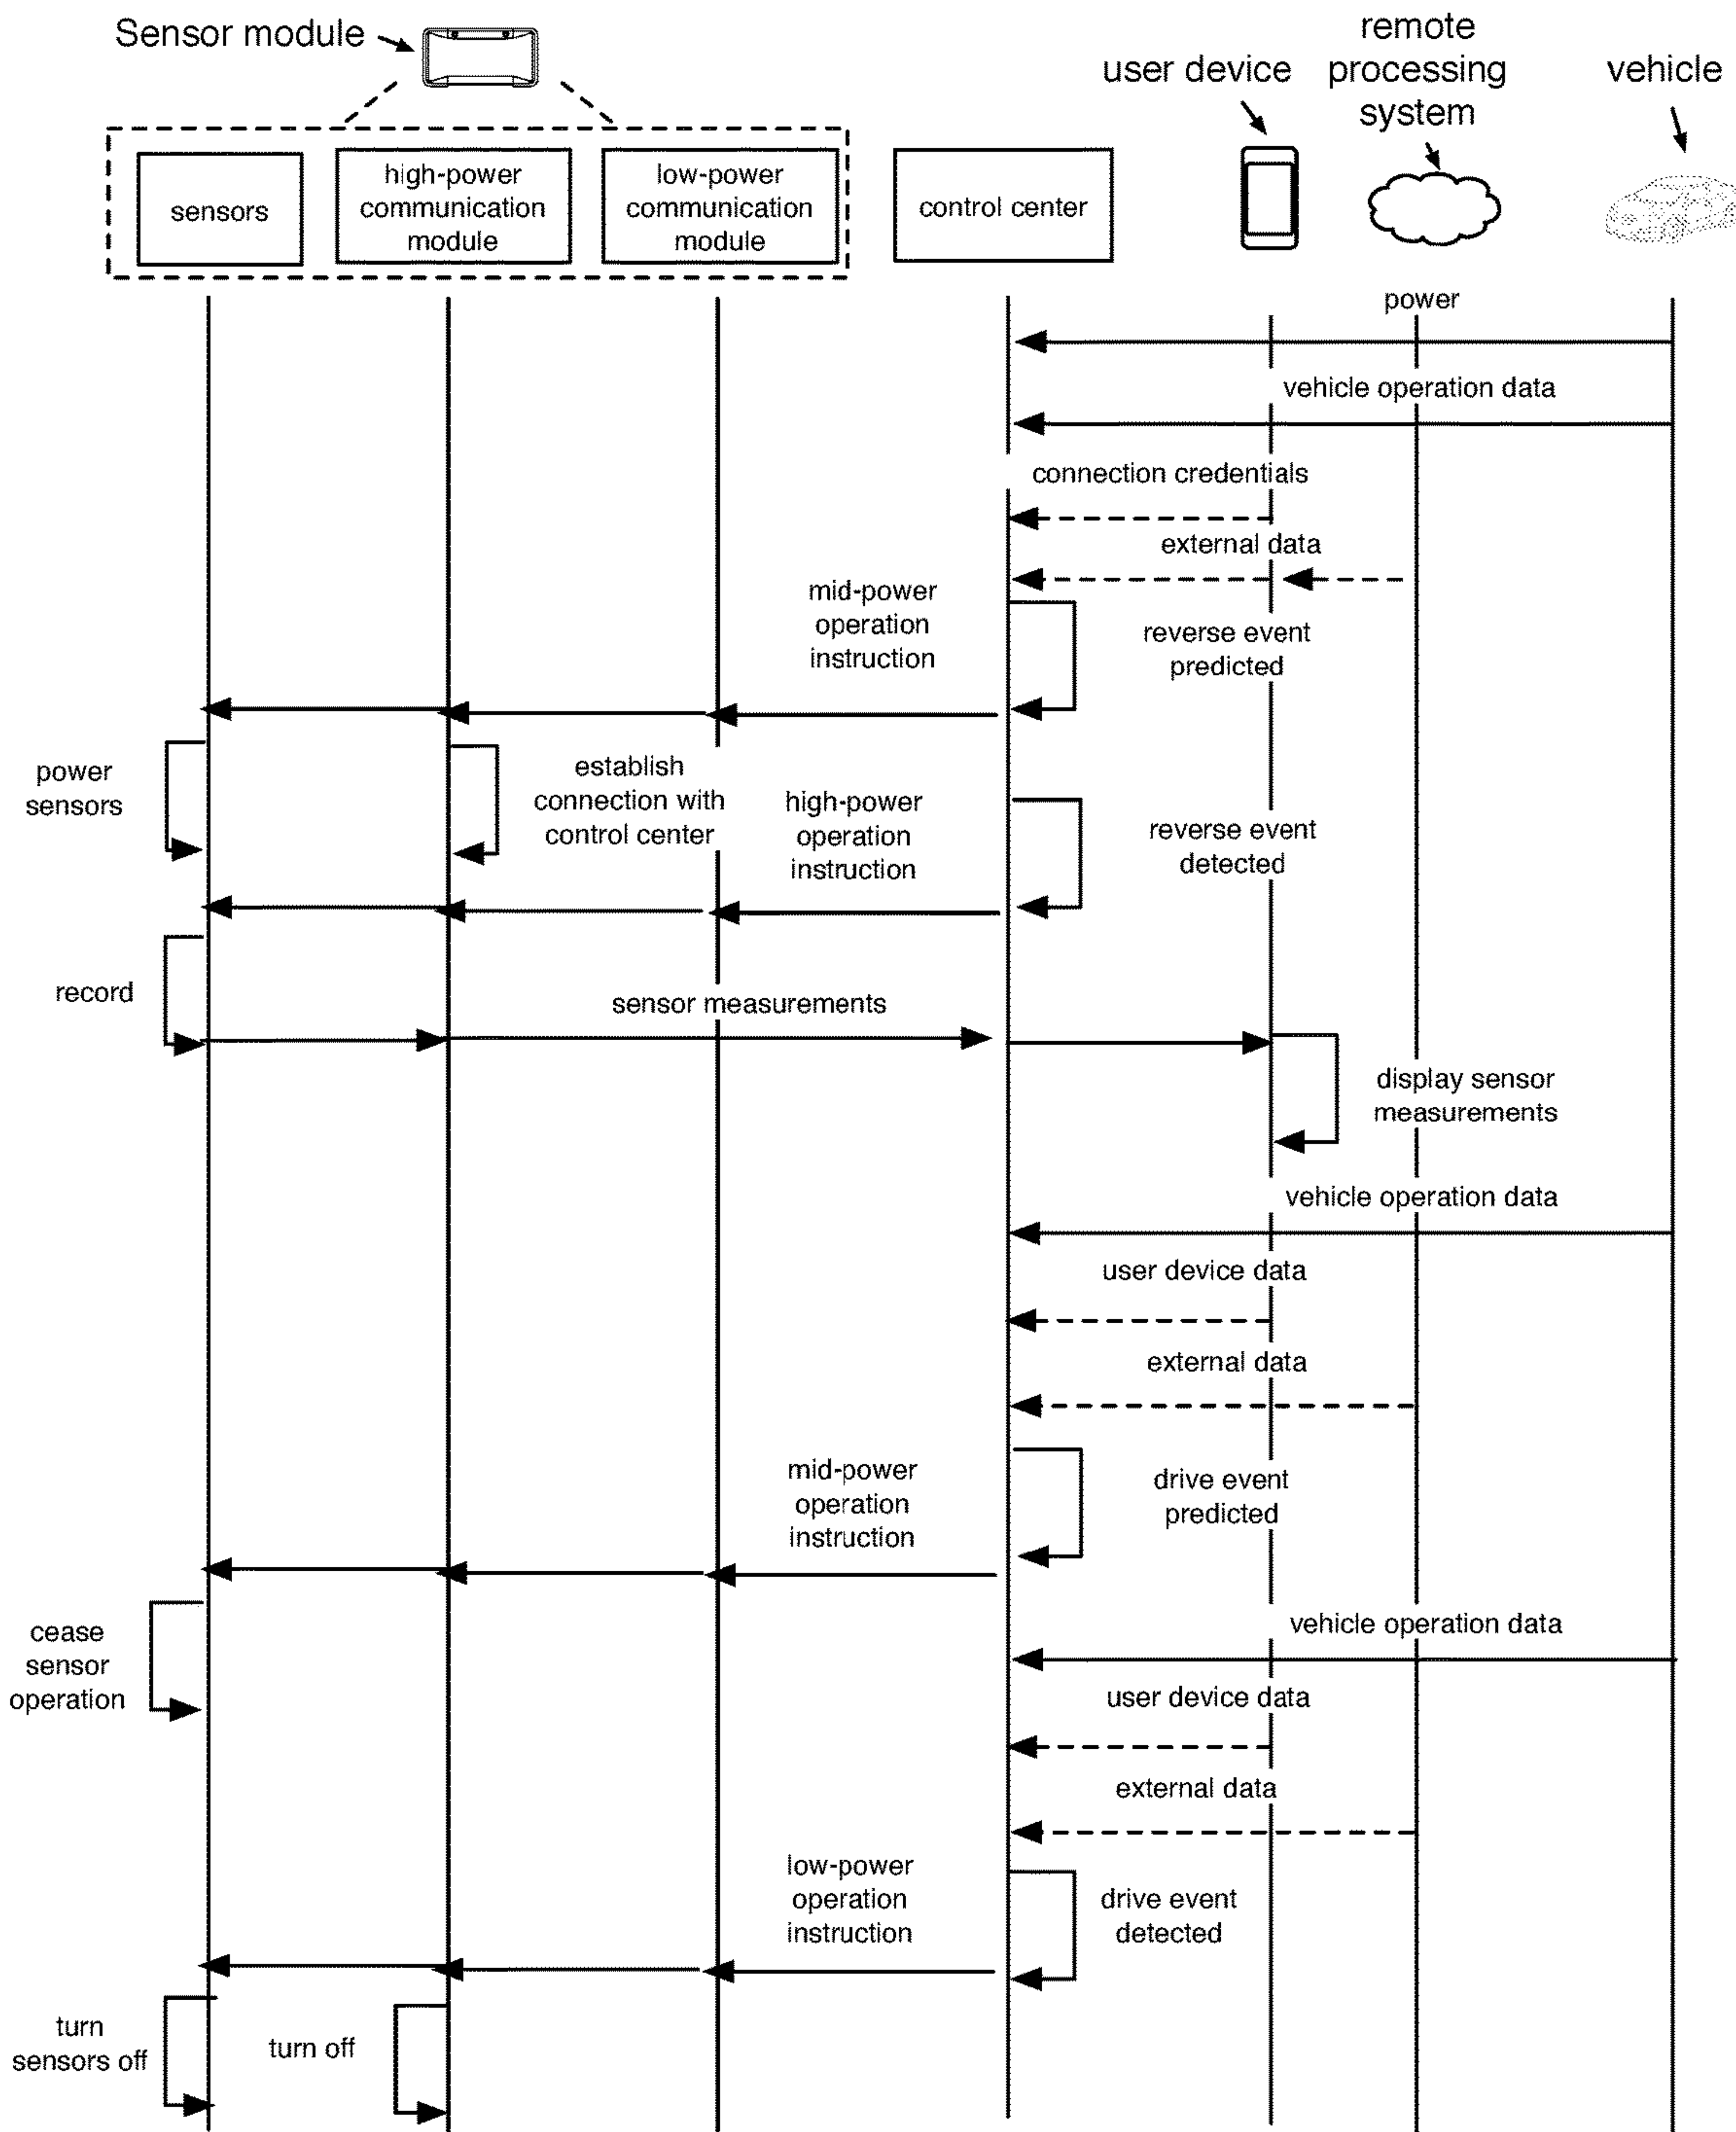 Sensor module
user device
remote
processing
system
vehicle
sensors
high-power
communication
module
low-power
communication
module
control center
power
vehicle operation data
connection credentials
external data
mid-power
operation
instruction
reverse event
predicted
power
sensors
establish
connection with
control center
high-power
operation
instruction
reverse event
detected
record
sensor measurements
display sensor
measurements
vehicle operation data
user device data
external data
mid-power
operation
instruction
drive event
predicted
cease
sensor
operation
vehicle operation data
user device data
external data
low-power
operation
instruction
drive event
detected
turn
sensors off
turn off